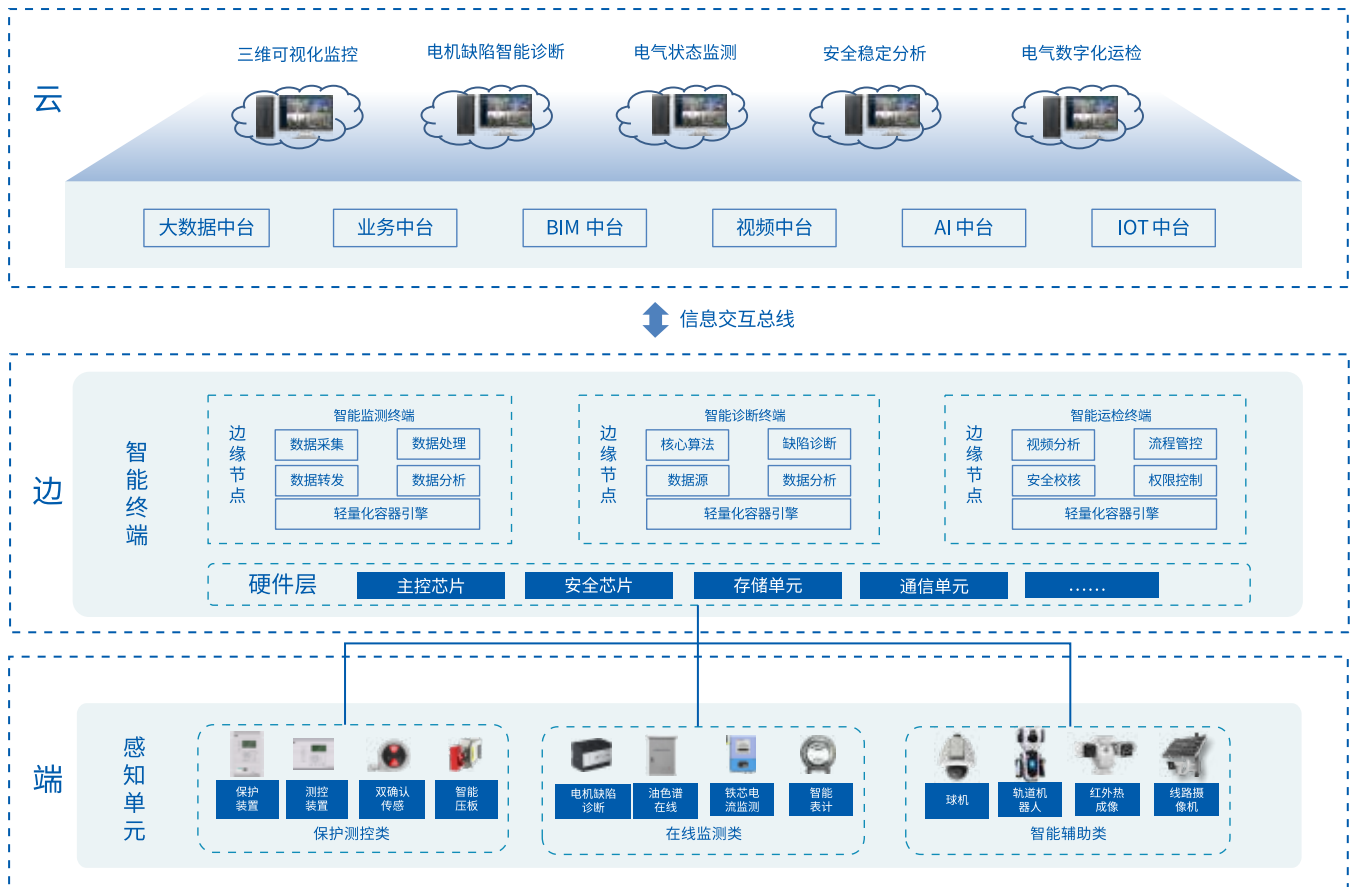 云
三维可视化监控
电机缺陷智能诊断
电气状态监测
安全稳定分析
电气数字化运检
大数据中台
业务中台
BIM 中台
视频中台
AI 中台
IOT 中台
信息交互总线
边
智能终端
边缘节点
智能监测终端
数据采集
数据处理
数据转发
数据分析
轻量化容器引擎
边缘节点
智能诊断终端
核心算法
缺陷诊断
数据源
数据分析
轻量化容器引擎
边缘节点
智能运检终端
视频分析
流程管控
安全校核
权限控制
轻量化容器引擎
硬件层
主控芯片
安全芯片
存储单元
通信单元
……
端
感知单元
保护
装置
测控
装置
双确认
传感
智能
压板
保护测控类
电机缺陷
诊断
油色谱
在线
铁芯电
流监测
智能
表计
在线监测类
球机
轨道机
器人
红外热
成像
线路摄
像机
智能辅助类